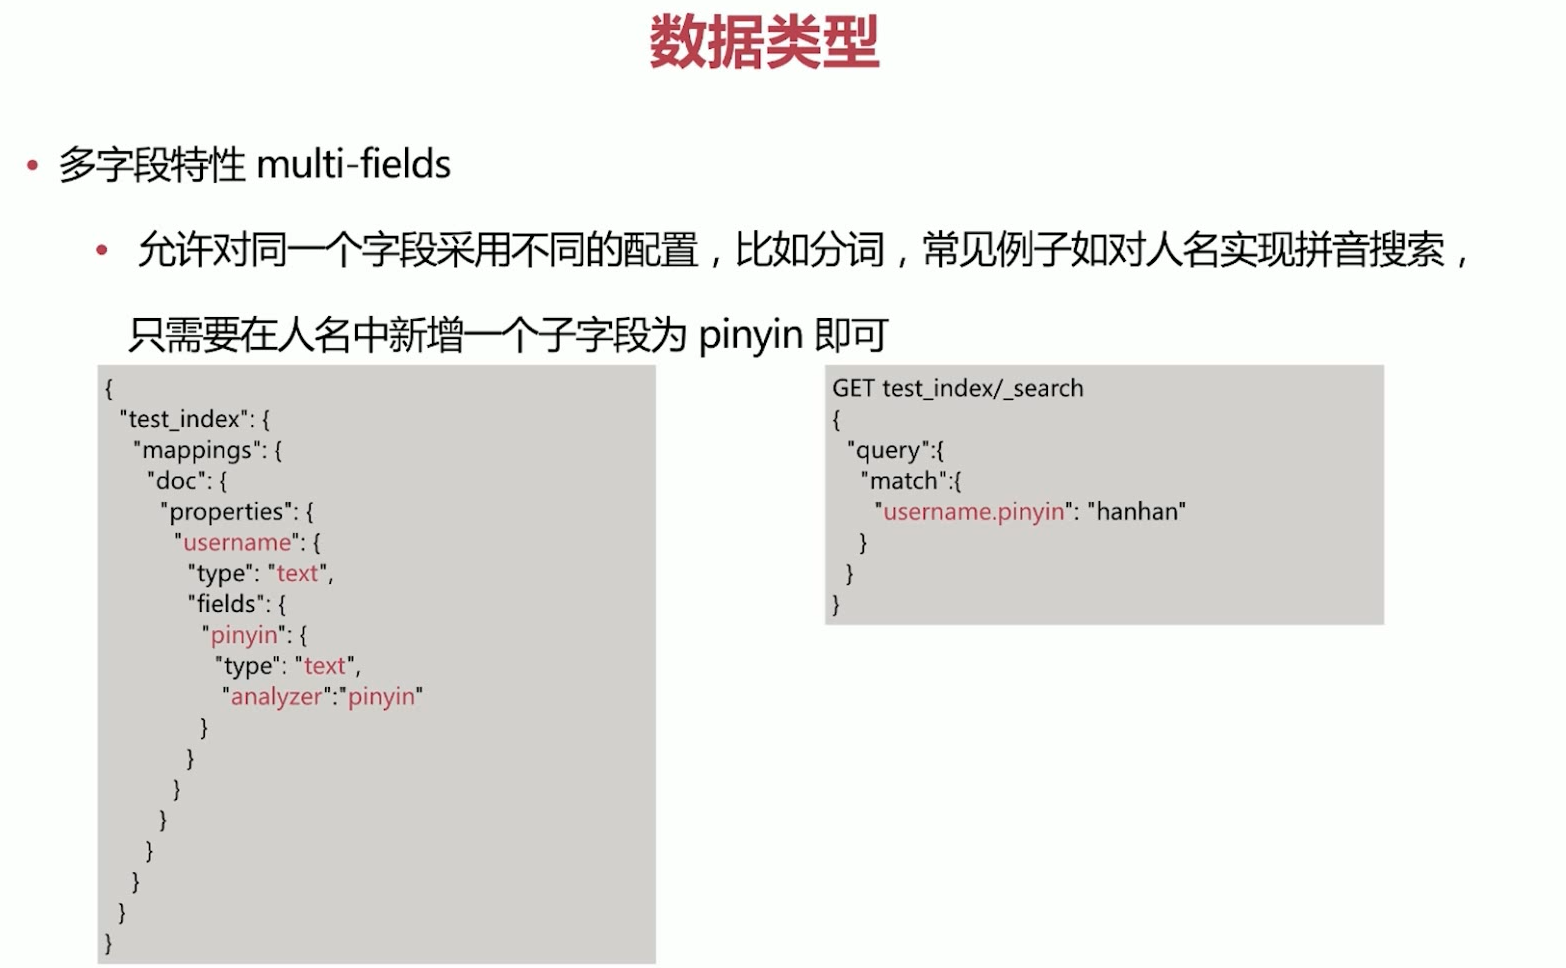 数据类型
• 多字段特性 multi-fields
• 允许对同一个字段采用不同的配置，比如分词，常见例子如对人名实现拼音搜索，
只需要在人名中新增一个子字段为 pinyin 即可
{
"test_index": {
"mappings": {
"doc": {
"properties": {
"username": {
"type": "text",
"fields": {
"pinyin": {
"type": "text",
"analyzer":"pinyin"
}
}
}
}
}
}
}
}
GET test_index/_search
{
"query":{
"match":{
"username.pinyin": "hanhan"
}
}
}